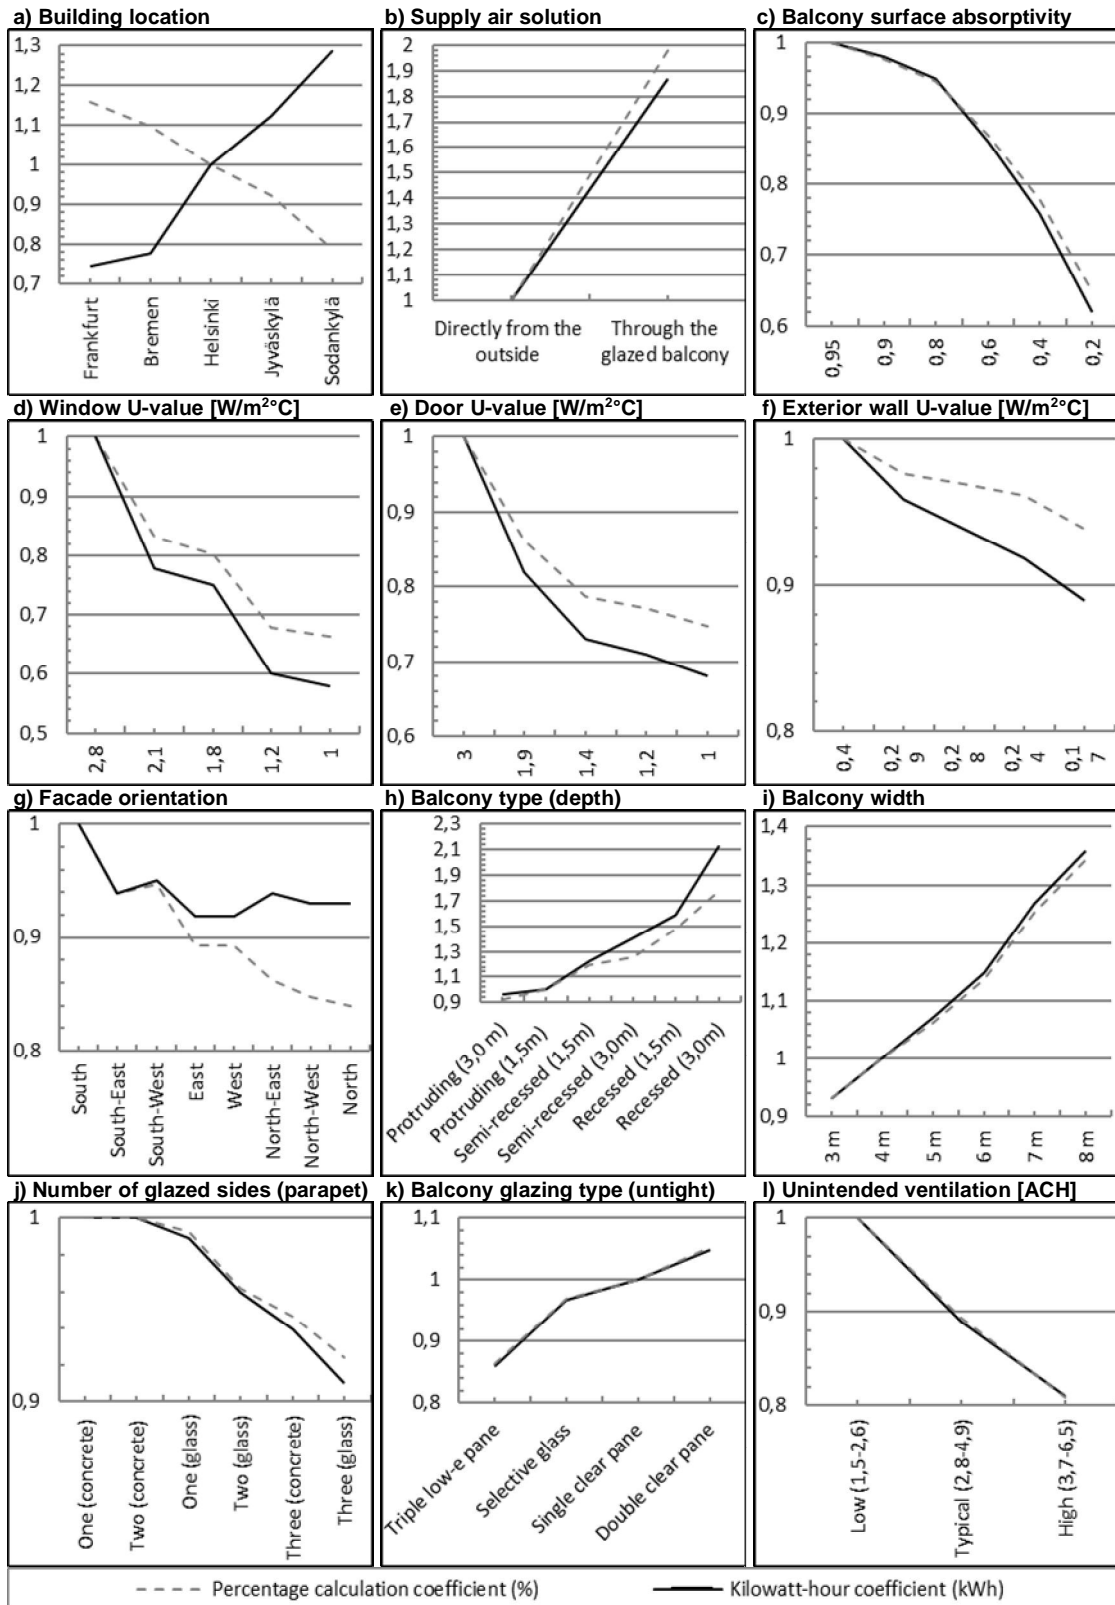 a) Building location
1,3
1,2
1,1
1
0,9
0,8
0,7
Frankfurt
Bremen
Helsinki
Jyväskylä
Sodankylä
b) Supply air solution
2
1,9
1,8
1,7
1,6
1,5
1,4
1,3
1,2
1,1
1
Directly from the
outside
Through the
glazed balcony
c) Balcony surface absorptivity
1
0,9
0,8
0,7
0,6
0,95
0,9
0,8
0,6
0,4
0,2
d) Window U-value [W/m²°C]
1
0,9
0,8
0,7
0,6
0,5
2,8
2,1
1,8
1,2
1
e) Door U-value [W/m²°C]
1
0,9
0,8
0,7
0,6
3
1,9
1,4
1,2
1
f) Exterior wall U-value [W/m²°C]
1
0,9
0,8
0,4
0,2
9
0,2
8
0,2
4
0,1
7
g) Facade orientation
1
0,9
0,8
South
South-East
South-West
East
West
North-East
North-West
North
h) Balcony type (depth)
2,3
2,1
1,9
1,7
1,5
1,3
1,1
0,9
Protruding (3,0 m)
Protruding (1,5m)
Semi-recessed (1,5m)
Semi-recessed (3,0m)
Recessed (1,5m)
Recessed (3,0m)
i) Balcony width
1,4
1,3
1,2
1,1
1
0,9
3 m
4 m
5 m
6 m
7 m
8 m
j) Number of glazed sides (parapet)
1
0,9
One (concrete)
Two (concrete)
One (glass)
Two (glass)
Three (concrete)
Three (glass)
k) Balcony glazing type (untight)
1,1
1
0,9
0,8
Triple low-e pane
Selective glass
Single clear pane
Double clear pane
l) Unintended ventilation [ACH]
1
0,9
0,8
Low (1,5-2,6)
Typical (2,8-4,9)
High (3,7-6,5)
Percentage calculation coefficient (%)
Kilowatt-hour coefficient (kWh)